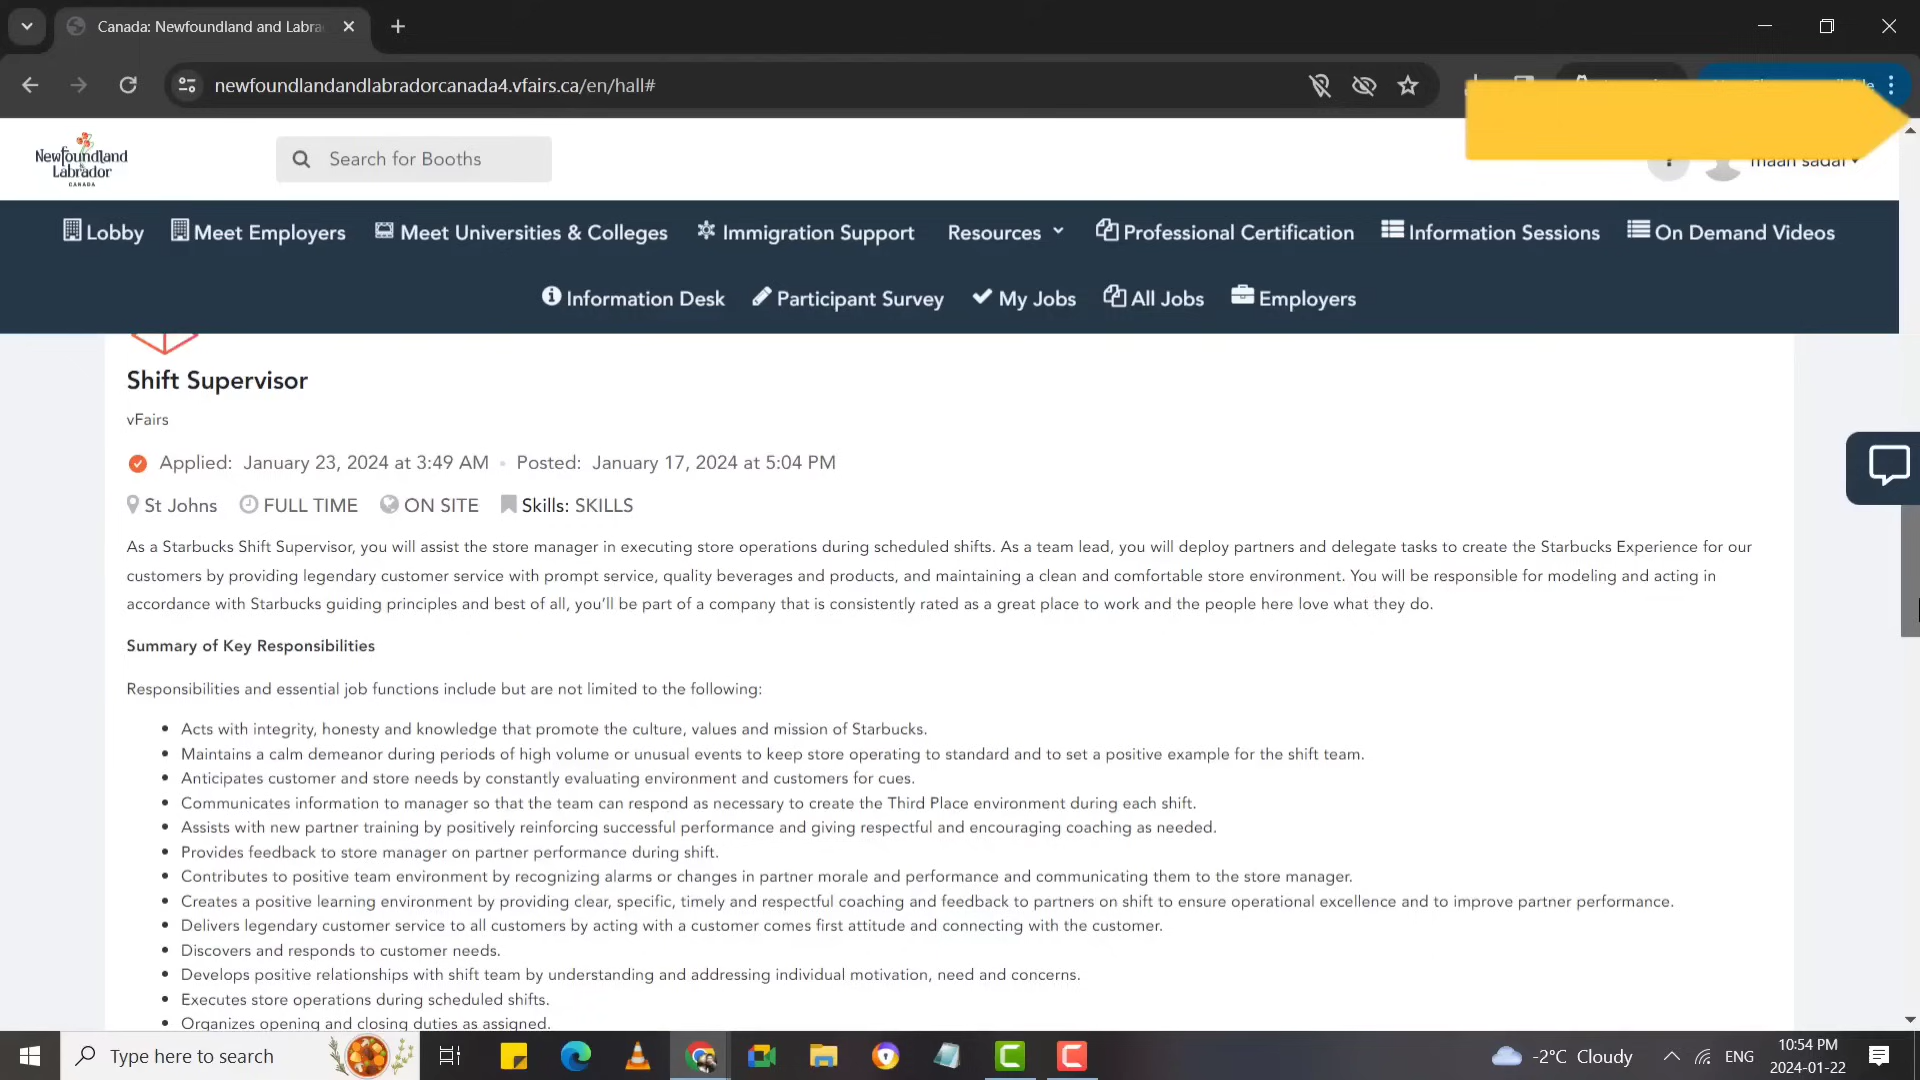 Canada: Newfoundland and Labra
newfoundlandandlabradorcanada4.vfairs.ca/en/hall#
Newfoundland
Labrador
CANADA
Search for Booths
maan sadat
Lobby
Meet Employers
Meet Universities & Colleges
Immigration Support
Resources
Professional Certification
Information Sessions
On Demand Videos
Information Desk
Participant Survey
My Jobs
All Jobs
Employers
Shift Supervisor
vFairs
Applied: January 23, 2024 at 3:49 AM • Posted: January 17, 2024 at 5:04 PM
St Johns FULL TIME ON SITE Skills: SKILLS
As a Starbucks Shift Supervisor, you will assist the store manager in executing store operations during scheduled shifts. As a team lead, you will deploy partners and delegate tasks to create the Starbucks Experience for our
customers by providing legendary customer service with prompt service, quality beverages and products, and maintaining a clean and comfortable store environment. You will be responsible for modeling and acting in
accordance with Starbucks guiding principles and best of all, you’ll be part of a company that is consistently rated as a great place to work and the people here love what they do.
Summary of Key Responsibilities
Responsibilities and essential job functions include but are not limited to the following:
• Acts with integrity, honesty and knowledge that promote the culture, values and mission of Starbucks.
• Maintains a calm demeanor during periods of high volume or unusual events to keep store operating to standard and to set a positive example for the shift team.
• Anticipates customer and store needs by constantly evaluating environment and customers for cues.
• Communicates information to manager so that the team can respond as necessary to create the Third Place environment during each shift.
• Assists with new partner training by positively reinforcing successful performance and giving respectful and encouraging coaching as needed.
• Provides feedback to store manager on partner performance during shift.
• Contributes to positive team environment by recognizing alarms or changes in partner morale and performance and communicating them to the store manager.
• Creates a positive learning environment by providing clear, specific, timely and respectful coaching and feedback to partners on shift to ensure operational excellence and to improve partner performance.
• Delivers legendary customer service to all customers by acting with a customer comes first attitude and connecting with the customer.
• Discovers and responds to customer needs.
• Develops positive relationships with shift team by understanding and addressing individual motivation, need and concerns.
• Executes store operations during scheduled shifts.
• Organizes opening and closing duties as assigned.
Type here to search
-2°C Cloudy
ENG
10:54 PM
2024-01-22